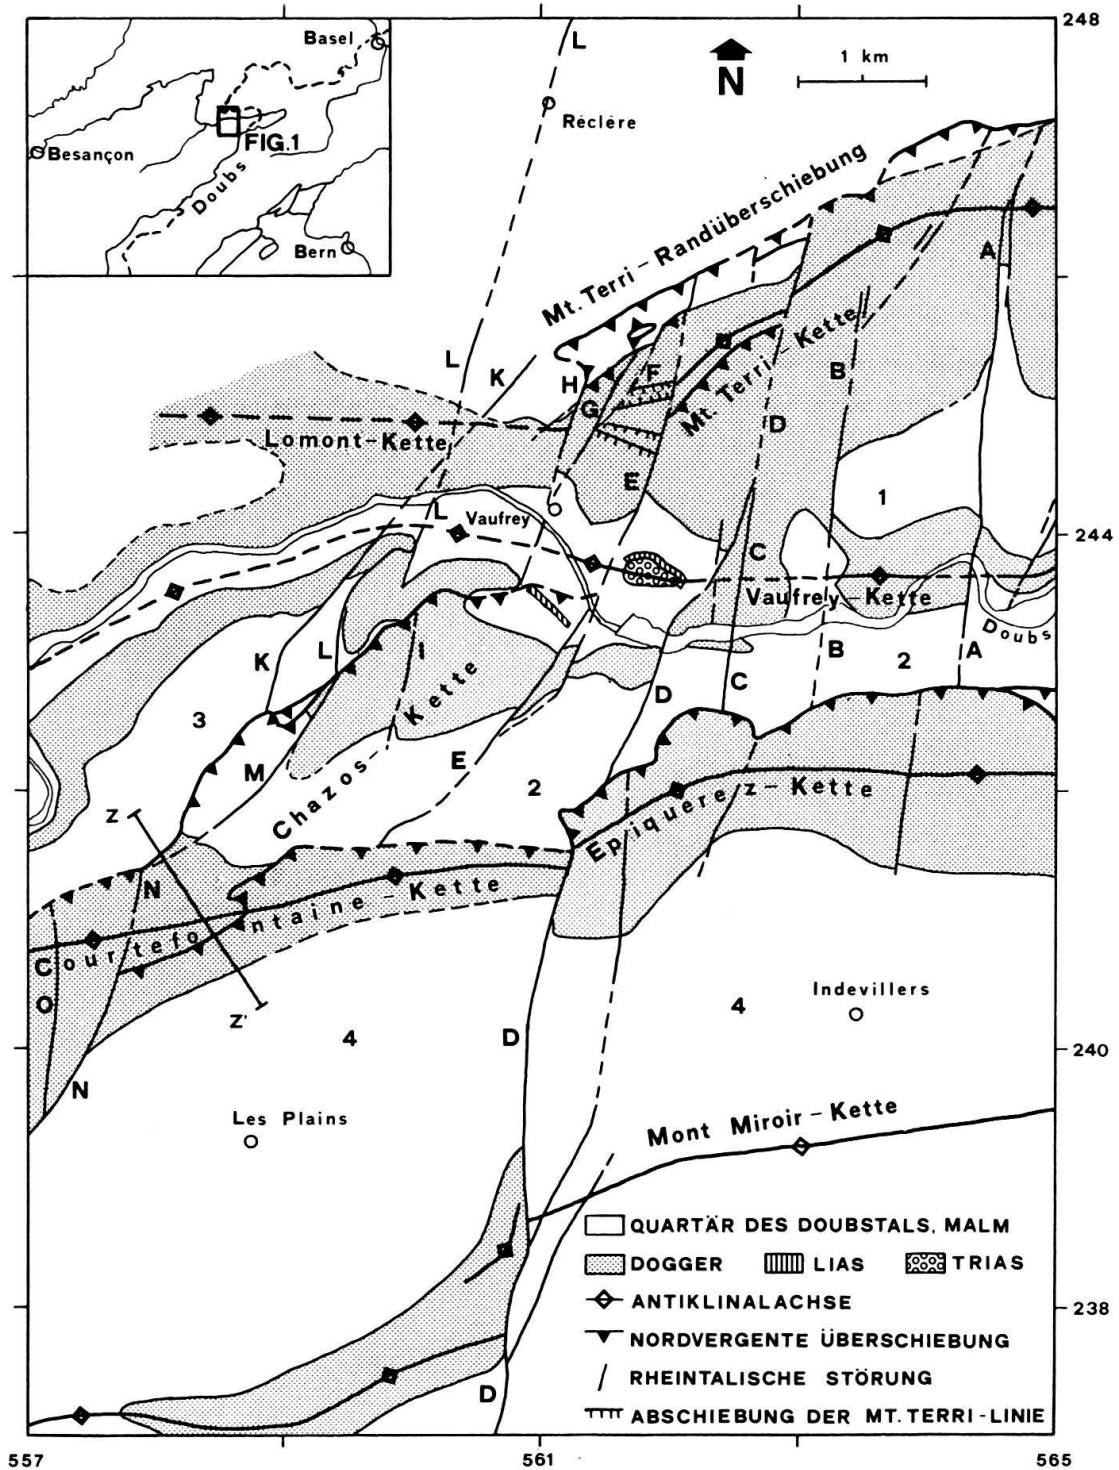 248
Basel
L
1 km
N
Besançon
FIG.1
Réclère
Doubs
Bern
Mt. Terri-Randüberschiebung
A
L
K
H
F
Mt. Terri-Kette
B
G
D
Lomont-Kette
E
1
L
Vaufrey
244
C
Vaufrey-Kette
Doubs
K
L
I
B
2
A
D
C
3
Chazos-Kette
M
E
2
Z
Epiquerez-Kette
N
Courtefontaine-Kette
O
Indevillers
Z'
4
4
D
240
N
Les Plains
Mont Miroir-Kette
QUARTÄR DES DOUBSTALS, MALM
DOGGER
LIAS
TRIAS
ANTIKLINALACHSE
238
NORDVERGENTE ÜBERSCHIEBUNG
RHEINTALISCHE STÖRUNG
D
ABSCHIEBUNG DER MT. TERRI-LINIE
557
561
565